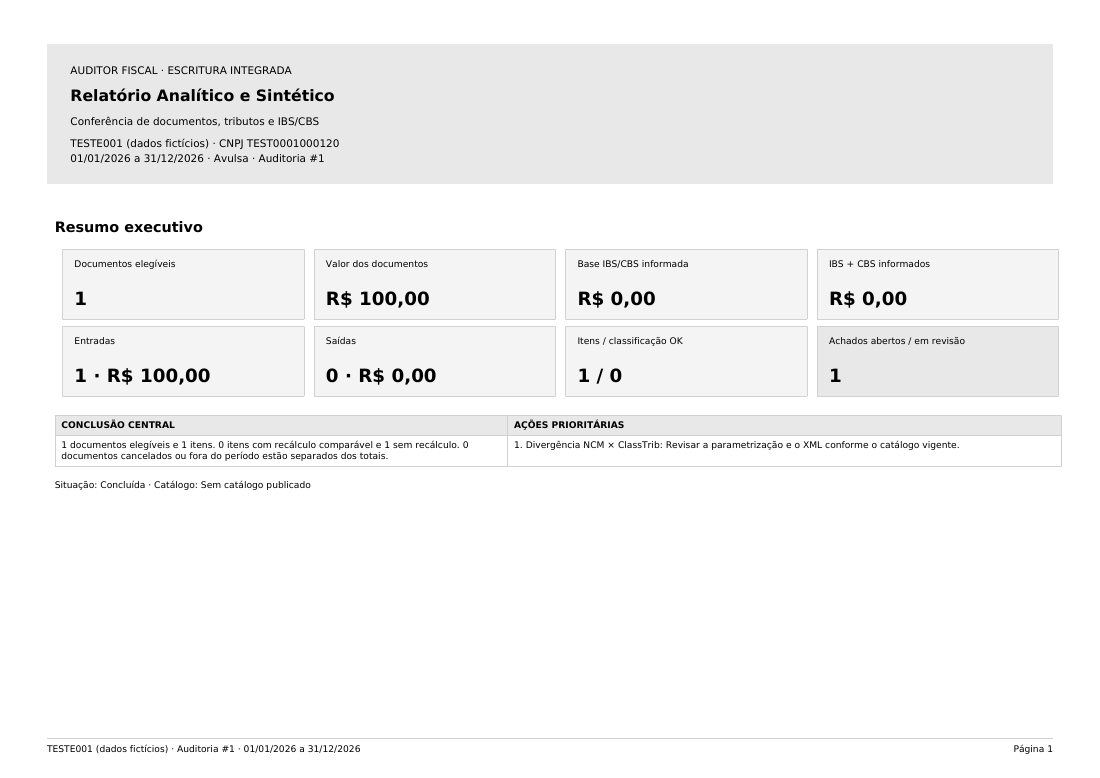 AUDITOR FISCAL · ESCRITURA INTEGRADA
Relatório Analítico e Sintético
Conferência de documentos, tributos e IBS/CBS
TESTE001 (dados fictícios) · CNPJ TEST0001000120
01/01/2026 a 31/12/2026 · Avulsa · Auditoria #1
Resumo executivo
Documentos elegíveis
1
Valor dos documentos
R$ 100,00
Base IBS/CBS informada
R$ 0,00
IBS + CBS informados
R$ 0,00
Entradas
1 · R$ 100,00
Saídas
0 · R$ 0,00
Itens / classificação OK
1 / 0
Achados abertos / em revisão
1
CONCLUSÃO CENTRAL
1 documentos elegíveis e 1 itens. 0 itens com recálculo comparável e 1 sem recálculo. 0
documentos cancelados ou fora do período estão separados dos totais.
AÇÕES PRIORITÁRIAS
1. Divergência NCM × ClassTrib: Revisar a parametrização e o XML conforme o catálogo vigente.
Situação: Concluída · Catálogo: Sem catálogo publicado
TESTE001 (dados fictícios) · Auditoria #1 · 01/01/2026 a 31/12/2026
Página 1